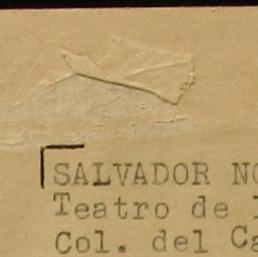 SALVADOR NO
Teatro de
Col. del Ca